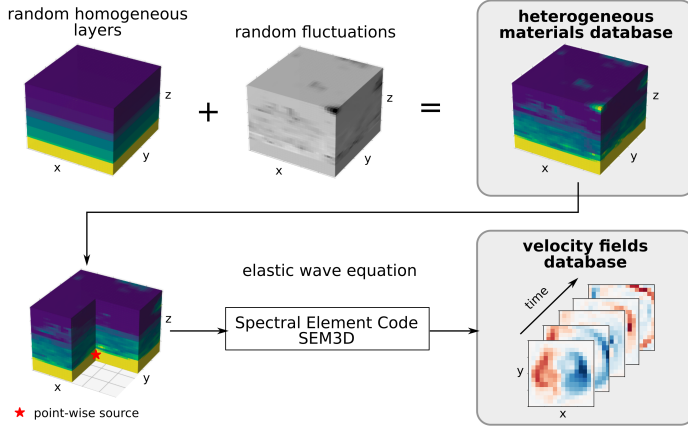 random homogeneous
layers
random fluctuations
heterogeneous
materials database
z
y
x
+
z
y
x
=
z
y
x
elastic wave equation
velocity fields
database
z
y
x
Spectral Element Code
SEM3D
time
y
x
point-wise source